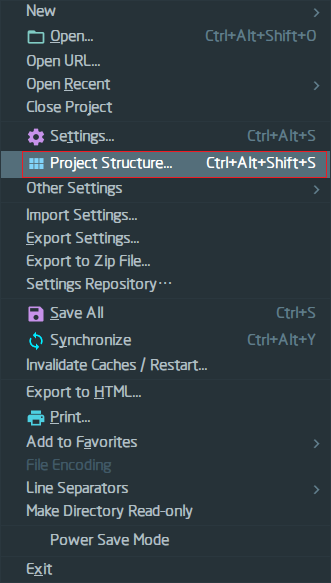 New
Open... Ctrl+Alt+Shift+O
Open URL...
Open Recent
Close Project
Settings... Ctrl+Alt+S
Project Structure... Ctrl+Alt+Shift+S
Other Settings
Import Settings...
Export Settings...
Export to Zip File...
Settings Repository⋯
Save All Ctrl+S
Synchronize Ctrl+Alt+Y
Invalidate Caches / Restart...
Export to HTML...
Print...
Add to Favorites
File Encoding
Line Separators
Make Directory Read-only
Power Save Mode
Exit